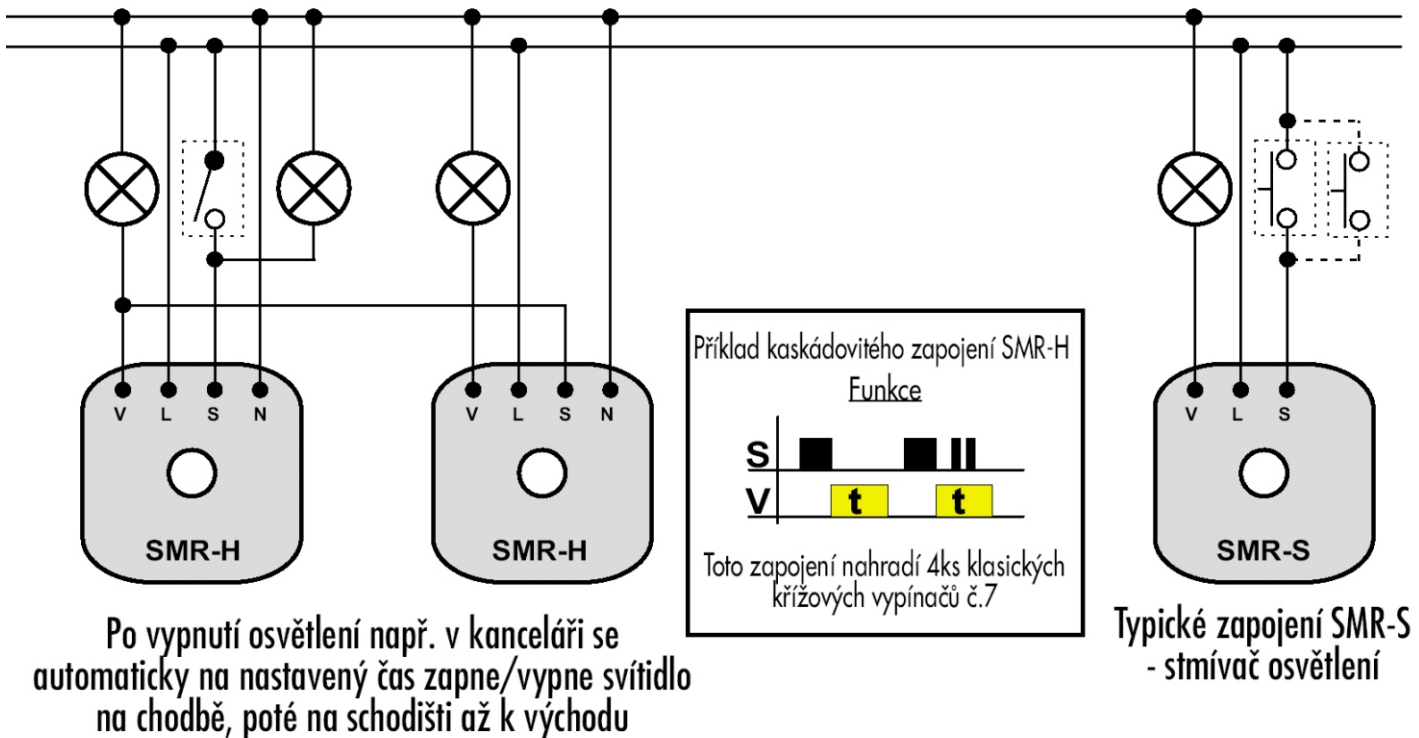 V L S N
SMR-H
V L S N
SMR-H
Po vypnutí osvětlení např. v kanceláři se
automaticky na nastavený čas zapne/vypne svítidlo
na chodbě, poté na schodišti až k východu
Příklad kaskádovitého zapojení SMR-H
Funkce
S
V t t
Toto zapojení nahradí 4ks klasických
křížových vypínačů č.7
V L S
SMR-S
Typické zapojení SMR-S
- stmívač osvětlení